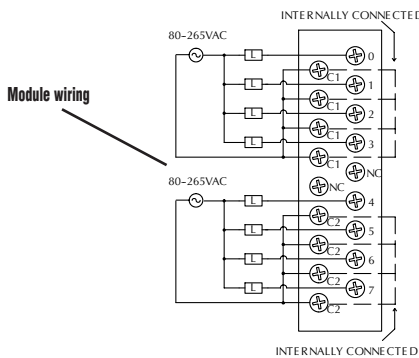 INTERNALLY CONNECTED
80-265VAC
L
0
C1
L
1
C1
L
2
C1
L
3
C1
Module wiring
NC
80-265VAC
NC
L
4
C2
L
5
C2
L
6
C2
L
7
C2
INTERNALLY CONNECTED